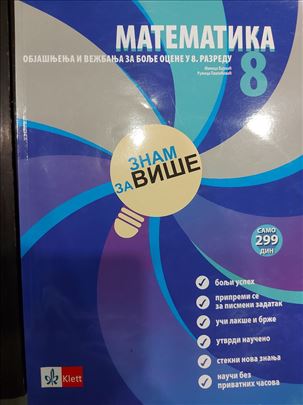 МАТЕМАТИКА
ОБЈАШЊЕЊА И ВЕЖБАЊА ЗА БОЉЕ ОЦЕНЕ У 8. РАЗРЕДУ
8
ЗНАМ
ЗА ВИШЕ
САМО
299
ДИН
бољи успех
припреми се
за писмени задатак
учи лакше и брже
утврди научено
стекни нова знања
научи без
приватних часова
Klett